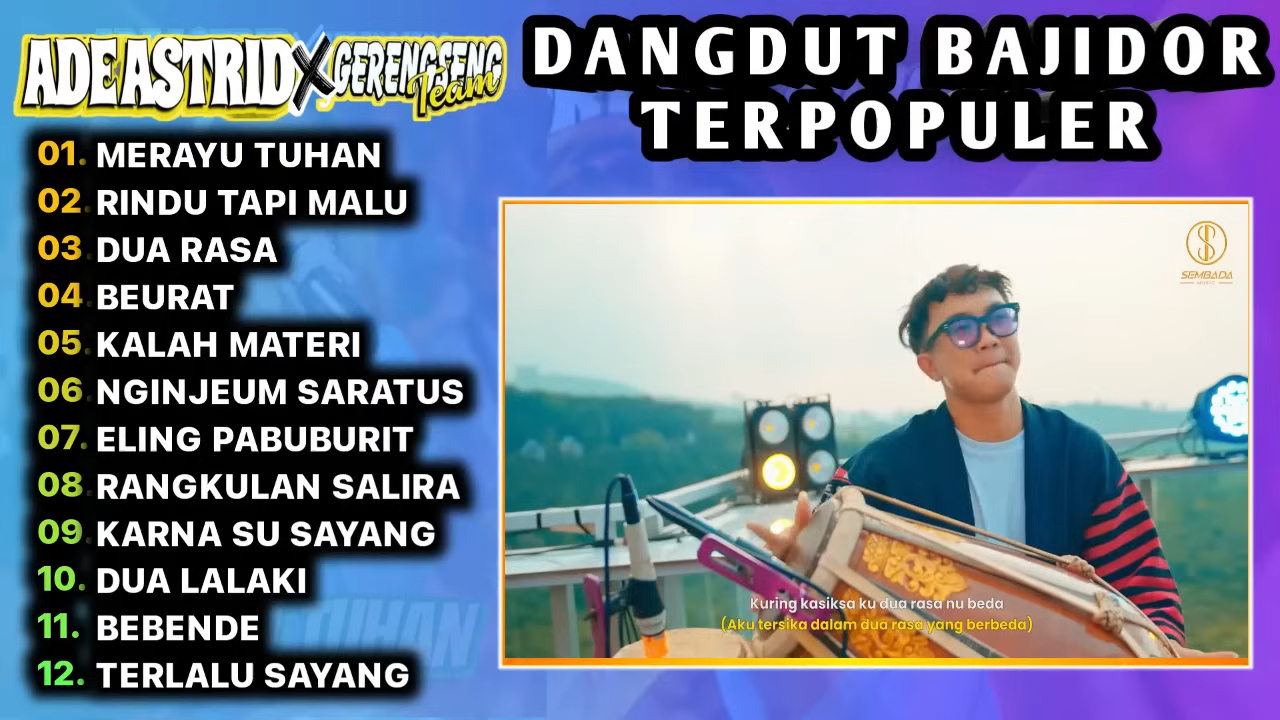 ADE ASTRID X GERENGSENG Team
DANGDUT BAJIDOR
TERPOPULER
01. MERAYU TUHAN
02. RINDU TAPI MALU
03. DUA RASA
04. BEURAT
05. KALAH MATERI
06. NGINJEUM SARATUS
07. ELING PABUBURIT
08. RANGKULAN SALIRA
09. KARNA SU SAYANG
10. DUA LALAKI
11. BEBENDE
12. TERLALU SAYANG
SEMBADA
MUSIC
Kuring kasiksa ku dua rasa nu beda
(Aku tersika dalam dua rasa yang berbeda)